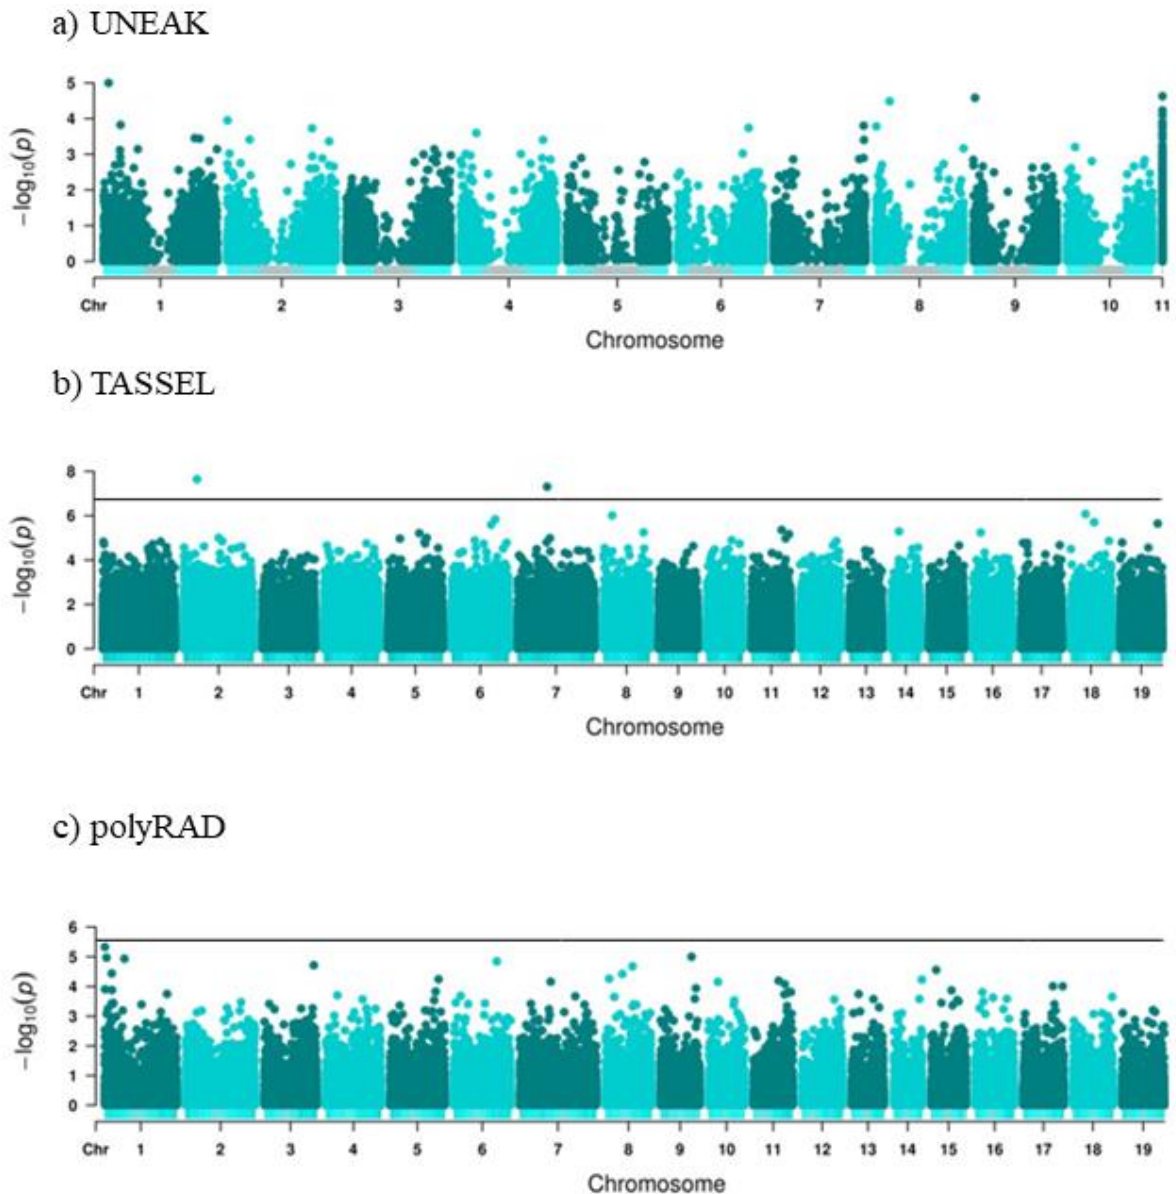 a) UNEAK
5
4
3
2
1
0
−log₁₀(p)
Chr 1 2 3 4 5 6 7 8 9 10 11
Chromosome
b) TASSEL
8
6
4
2
0
−log₁₀(p)
Chr 1 2 3 4 5 6 7 8 9 10 11 12 13 14 15 16 17 18 19
Chromosome
c) polyRAD
6
5
4
3
2
1
0
−log₁₀(p)
Chr 1 2 3 4 5 6 7 8 9 10 11 12 13 14 15 16 17 18 19
Chromosome